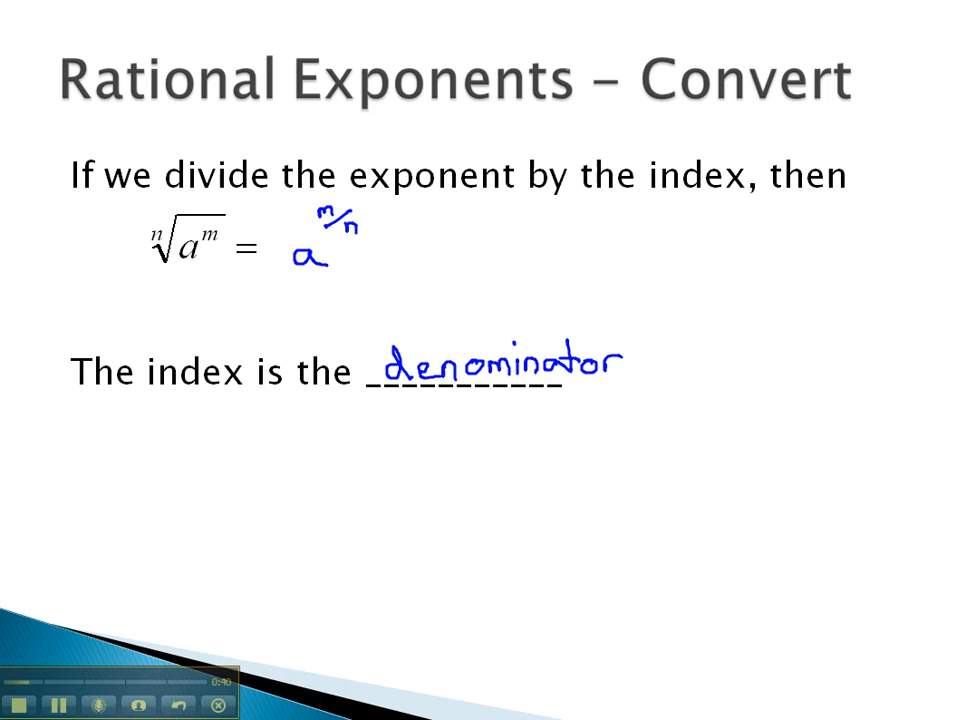 Rational Exponents – Convert
If we divide the exponent by the index, then
ⁿ√aᵐ = a^m/n
The index is the ___________ denominator
0:40